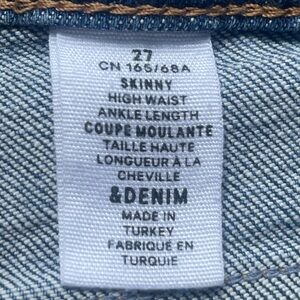 27
CN 165/68A
SKINNY
HIGH WAIST
ANKLE LENGTH
COUPE MOULANTE
TAILLE HAUTE
LONGUEUR À LA
CHEVILLE
&DENIM
MADE IN
TURKEY
FABRIQUÉ EN
TURQUIE